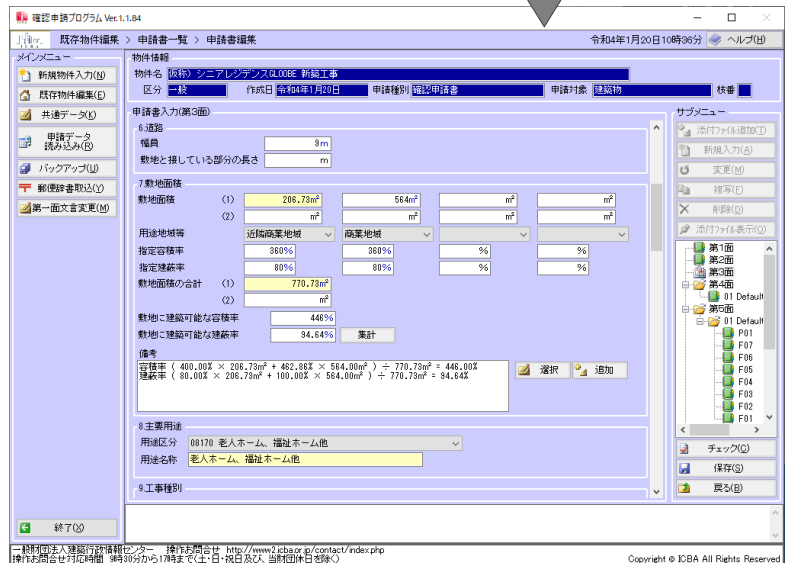 確認申請プログラム Ver.1.1.84
既存物件編集 > 申請書一覧 > 申請書編集
令和4年1月20日10時36分
ヘルプ(H)
メインメニュー
新規物件入力(N)
既存物件編集(E)
共通データ(K)
申請データ
読み込み(R)
バックアップ(U)
郵便辞書取込(Y)
第一面文言変更(M)
終了(X)
物件情報
物件名 仮称）シニアレジデンスGLOOBE 新築工事
区分 一般 作成日 令和4年1月20日 申請種別 確認申請書 申請対象 建築物 枝番
申請書入力(第3面)
6.道路
幅員 9m
敷地と接している部分の長さ m
7.敷地面積
敷地面積 (1) 206.73m² 564m² m² m²
(2) m² m² m² m²
用途地域等 近隣商業地域 商業地域
指定容積率 360% 360% % %
指定建蔽率 80% 80% % %
敷地面積の合計 (1) 770.73m²
(2) m²
敷地に建築可能な容積率 446%
敷地に建築可能な建蔽率 94.64% 集計
備考
容積率 ( 400.00% × 206.73m² + 462.86% × 564.00m² ) ÷ 770.73m² = 446.00%
建蔽率 ( 80.00% × 206.73m² + 100.00% × 564.00m² ) ÷ 770.73m² = 94.64%
選択 追加
8.主要用途
用途区分 08170 老人ホーム、福祉ホーム他
用途名称 老人ホーム、福祉ホーム他
9.工事種別
サブメニュー
添付ファイル追加(T)
新規入力(A)
変更(M)
複写(F)
削除(D)
添付ファイル表示(O)
第1面
第2面
第3面
第4面
01 Default
第5面
01 Default
P01
F07
F06
F05
F04
F03
F02
F01
チェック(C)
保存(S)
戻る(B)
一般財団法人建築行政情報センター 操作お問合せ http://www2.icba.or.jp/contact/index.php
操作お問合せ対応時間 9時30分から17時まで(土・日・祝日及び、当財団休日を除く)
Copyright © ICBA All Rights Reserved